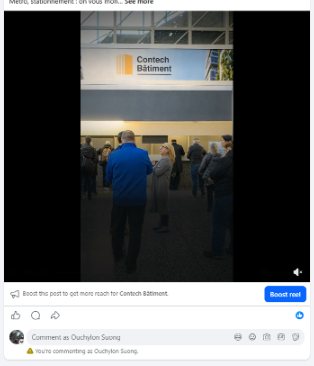 Métro, stationnement : on vous mon... See more
Contech
Bâtiment
Boost this post to get more reach for Contech Bâtiment.
Boost reel
Comment as Ouchylon Suong
You're commenting as Ouchylon Suong.